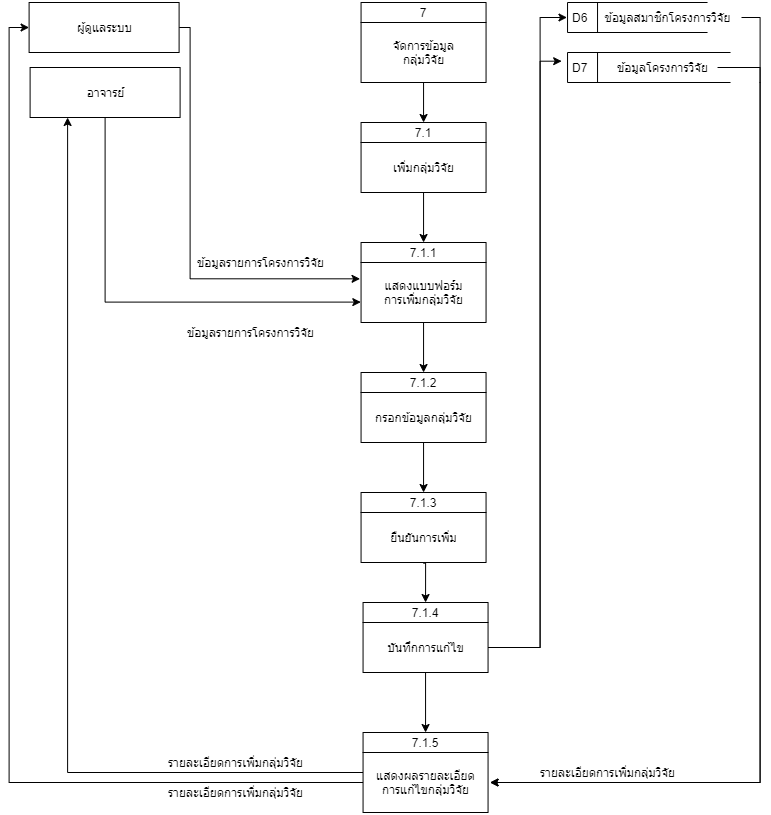 ผู้ดูแลระบบ
7
จัดการข้อมูล
กลุ่มวิจัย
D6
ข้อมูลสมาชิกโครงการวิจัย
D7
ข้อมูลโครงการวิจัย
อาจารย์
7.1
เพิ่มกลุ่มวิจัย
ข้อมูลรายการโครงการวิจัย
7.1.1
แสดงแบบฟอร์ม
การเพิ่มกลุ่มวิจัย
ข้อมูลรายการโครงการวิจัย
7.1.2
กรอกข้อมูลกลุ่มวิจัย
7.1.3
ยืนยันการเพิ่ม
7.1.4
บันทึกการแก้ไข
7.1.5
แสดงผลรายละเอียด
การแก้ไขกลุ่มวิจัย
รายละเอียดการเพิ่มกลุ่มวิจัย
รายละเอียดการเพิ่มกลุ่มวิจัย
รายละเอียดการเพิ่มกลุ่มวิจัย